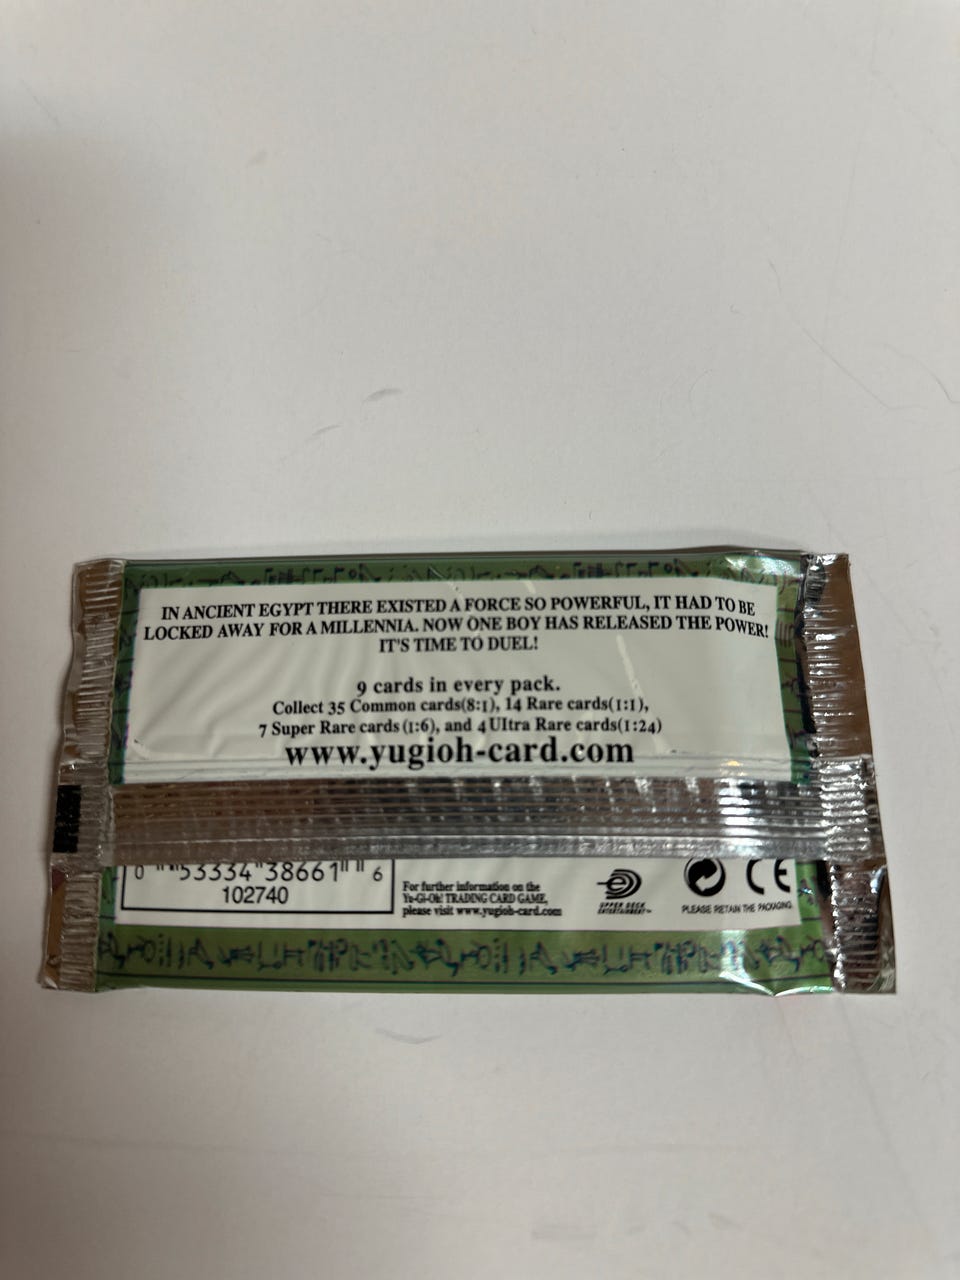 IN ANCIENT EGYPT THERE EXISTED A FORCE SO POWERFUL, IT HAD TO BE
LOCKED AWAY FOR A MILLENNIA. NOW ONE BOY HAS RELEASED THE POWER!
IT'S TIME TO DUEL!
9 cards in every pack.
Collect 35 Common cards(8:1), 14 Rare cards(1:1),
7 Super Rare cards (1:6), and 4 Ultra Rare cards(1:24)
www.yugioh-card.com
0 53334 38661 6
102740
For further information on the
Yu-Gi-Oh! TRADING CARD GAME,
please visit www.yugioh-card.com
UPPER DECK
ENTERTAINMENT™
CE
PLEASE RETAIN THE PACKAGING